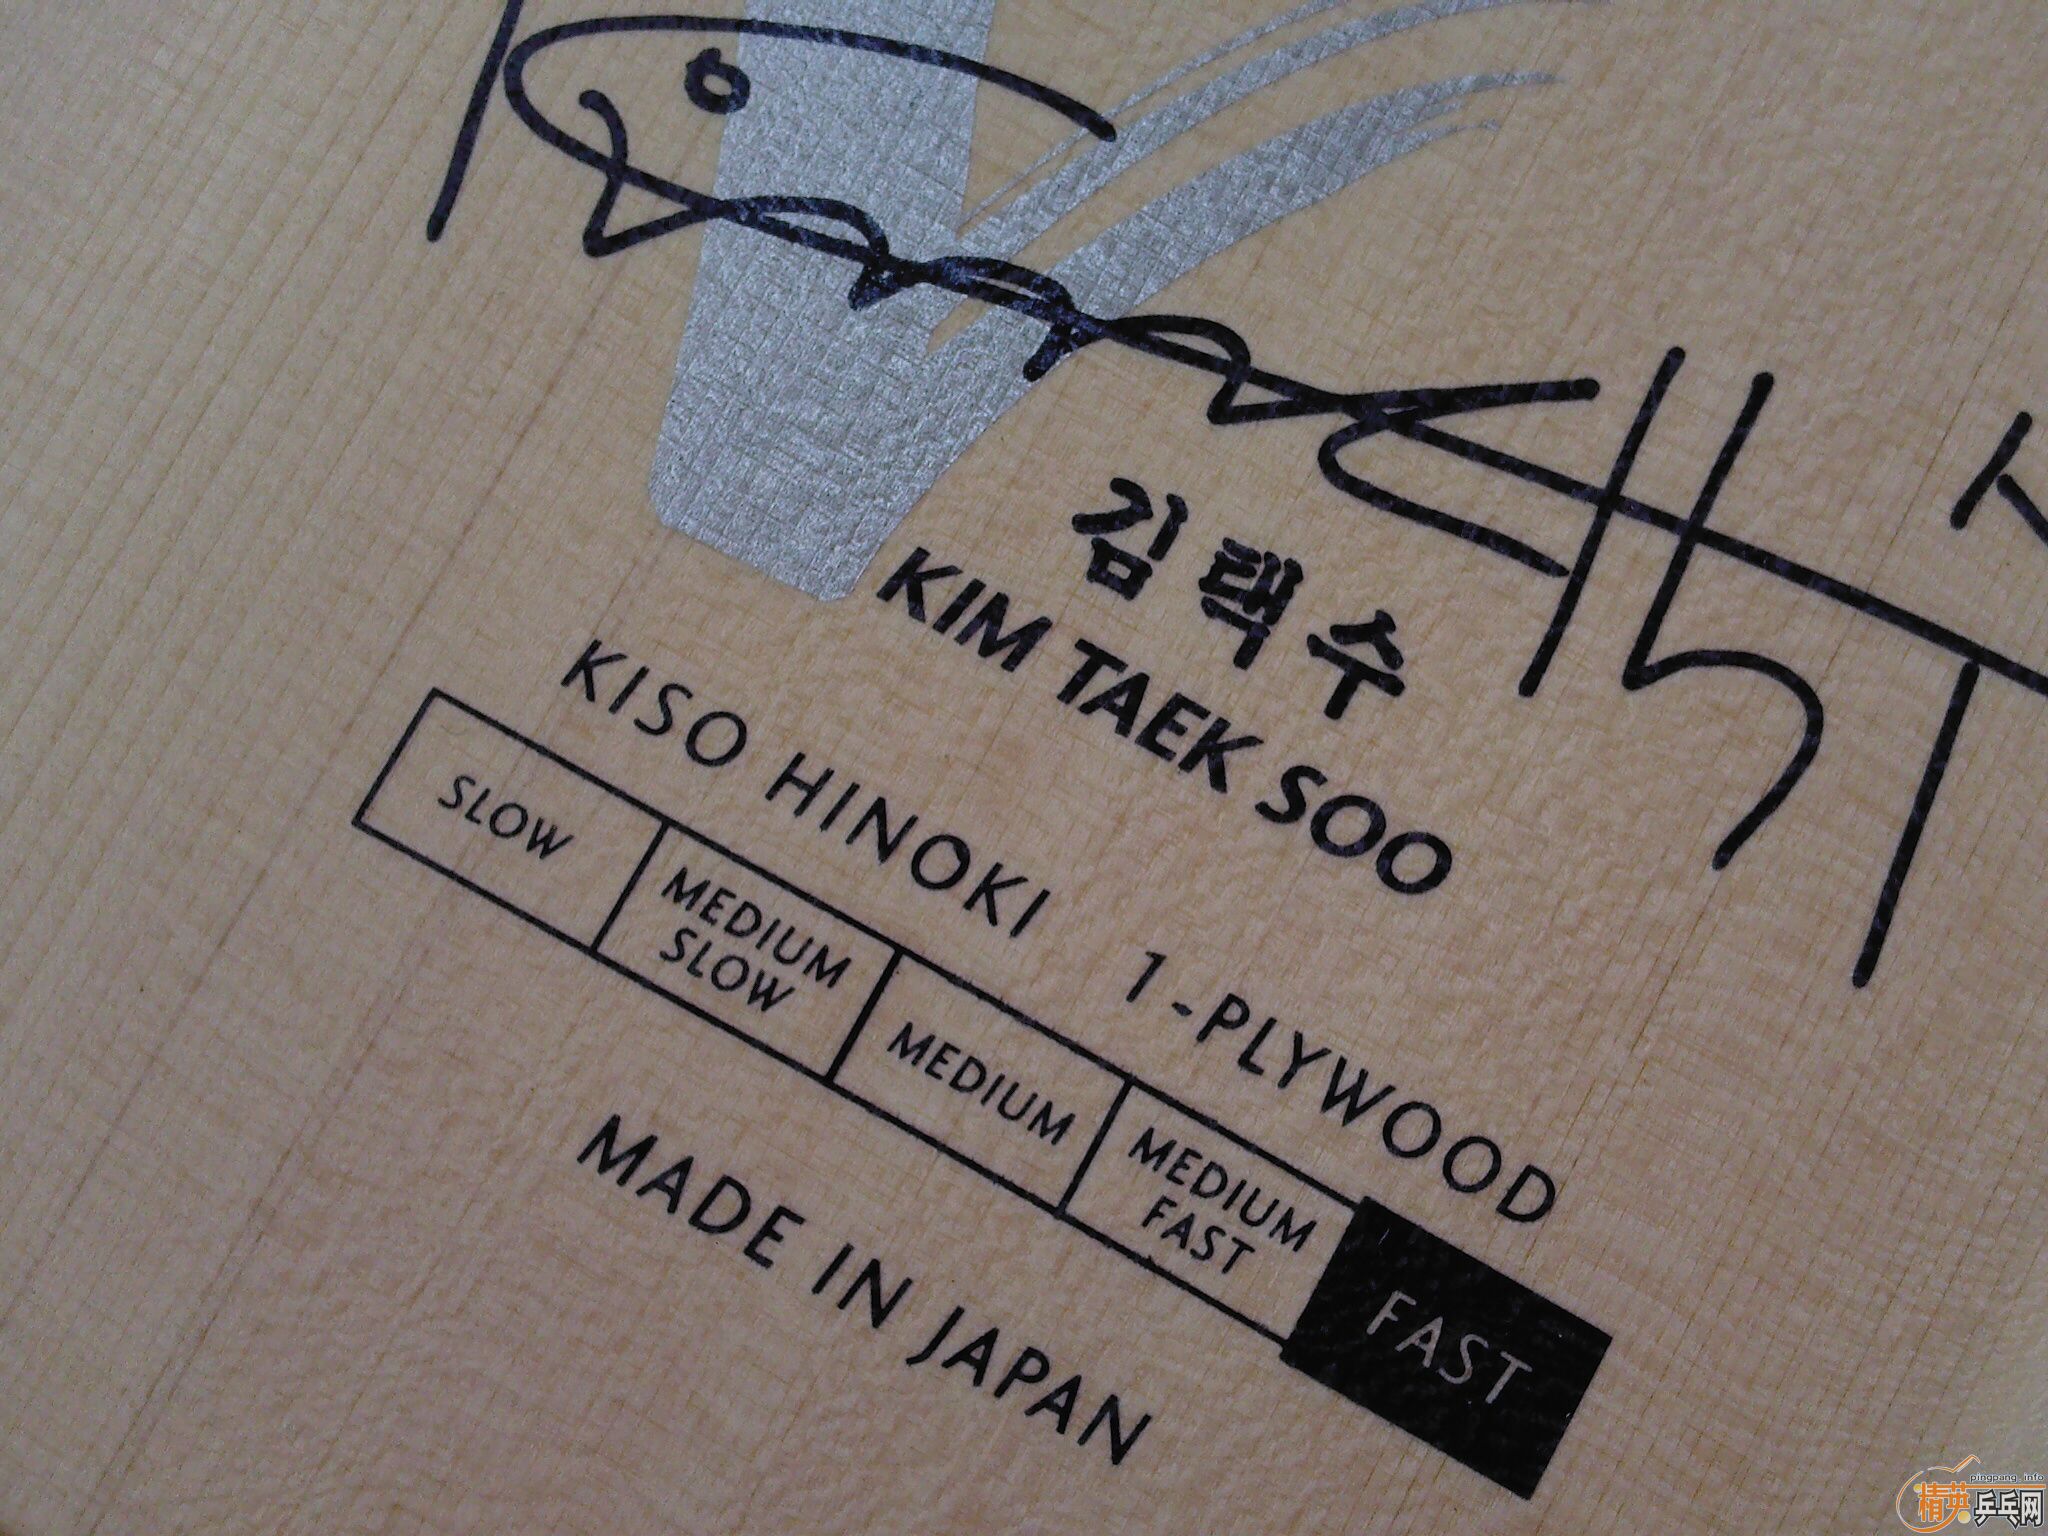 김택수
KIM TAEK SOO
KISO HINOKI 1-PLYWOOD
SLOW
MEDIUM
SLOW
MEDIUM
MEDIUM
FAST
FAST
MADE IN JAPAN
pingpang.info
精英乒乓网